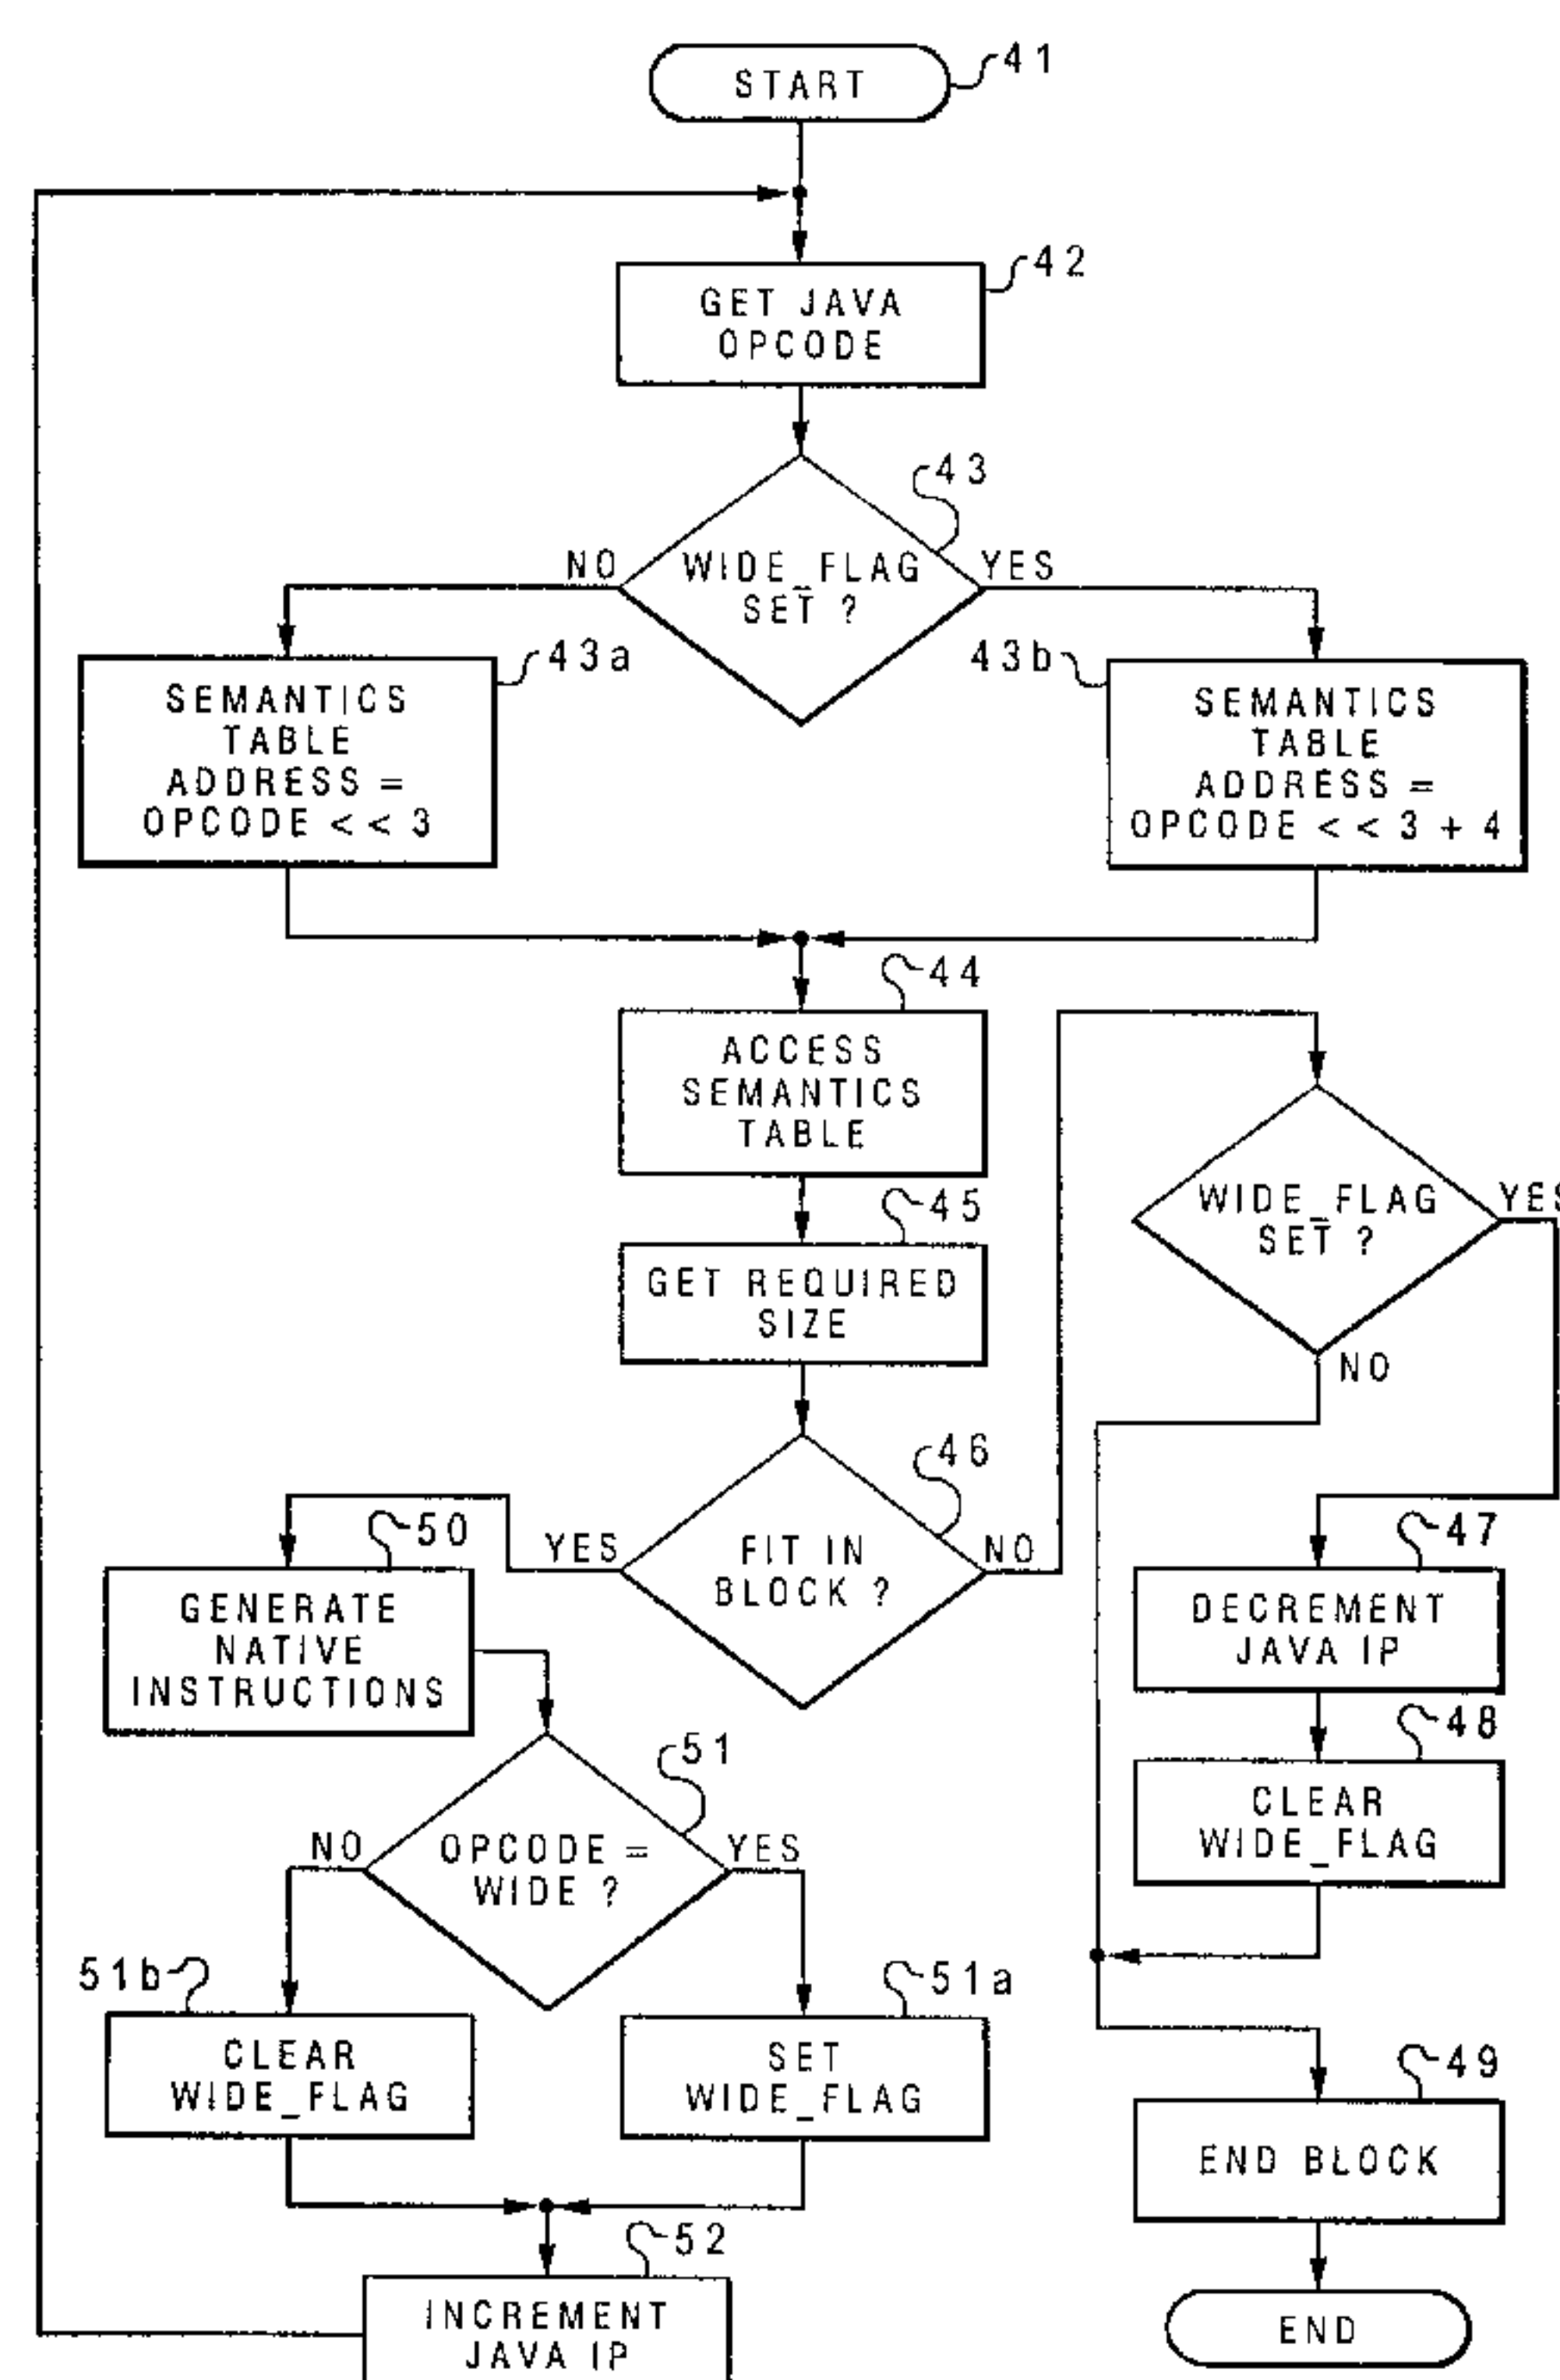 START
41
GET JAVA
OPCODE
42
43
NO
WIDE_FLAG
SET ?
YES
43a
SEMANTICS
TABLE
ADDRESS =
OPCODE < < 3
43b
SEMANTICS
TABLE
ADDRESS =
OPCODE < < 3 + 4
44
ACCESS
SEMANTICS
TABLE
45
GET REQUIRED
SIZE
WIDE_FLAG
SET ?
YES
NO
46
YES
FIT IN
BLOCK ?
NO
50
GENERATE
NATIVE
INSTRUCTIONS
47
DECREMENT
JAVA IP
48
CLEAR
WIDE_FLAG
51
NO
OPCODE =
WIDE ?
YES
51b
CLEAR
WIDE_FLAG
51a
SET
WIDE_FLAG
49
END BLOCK
52
INCREMENT
JAVA IP
END